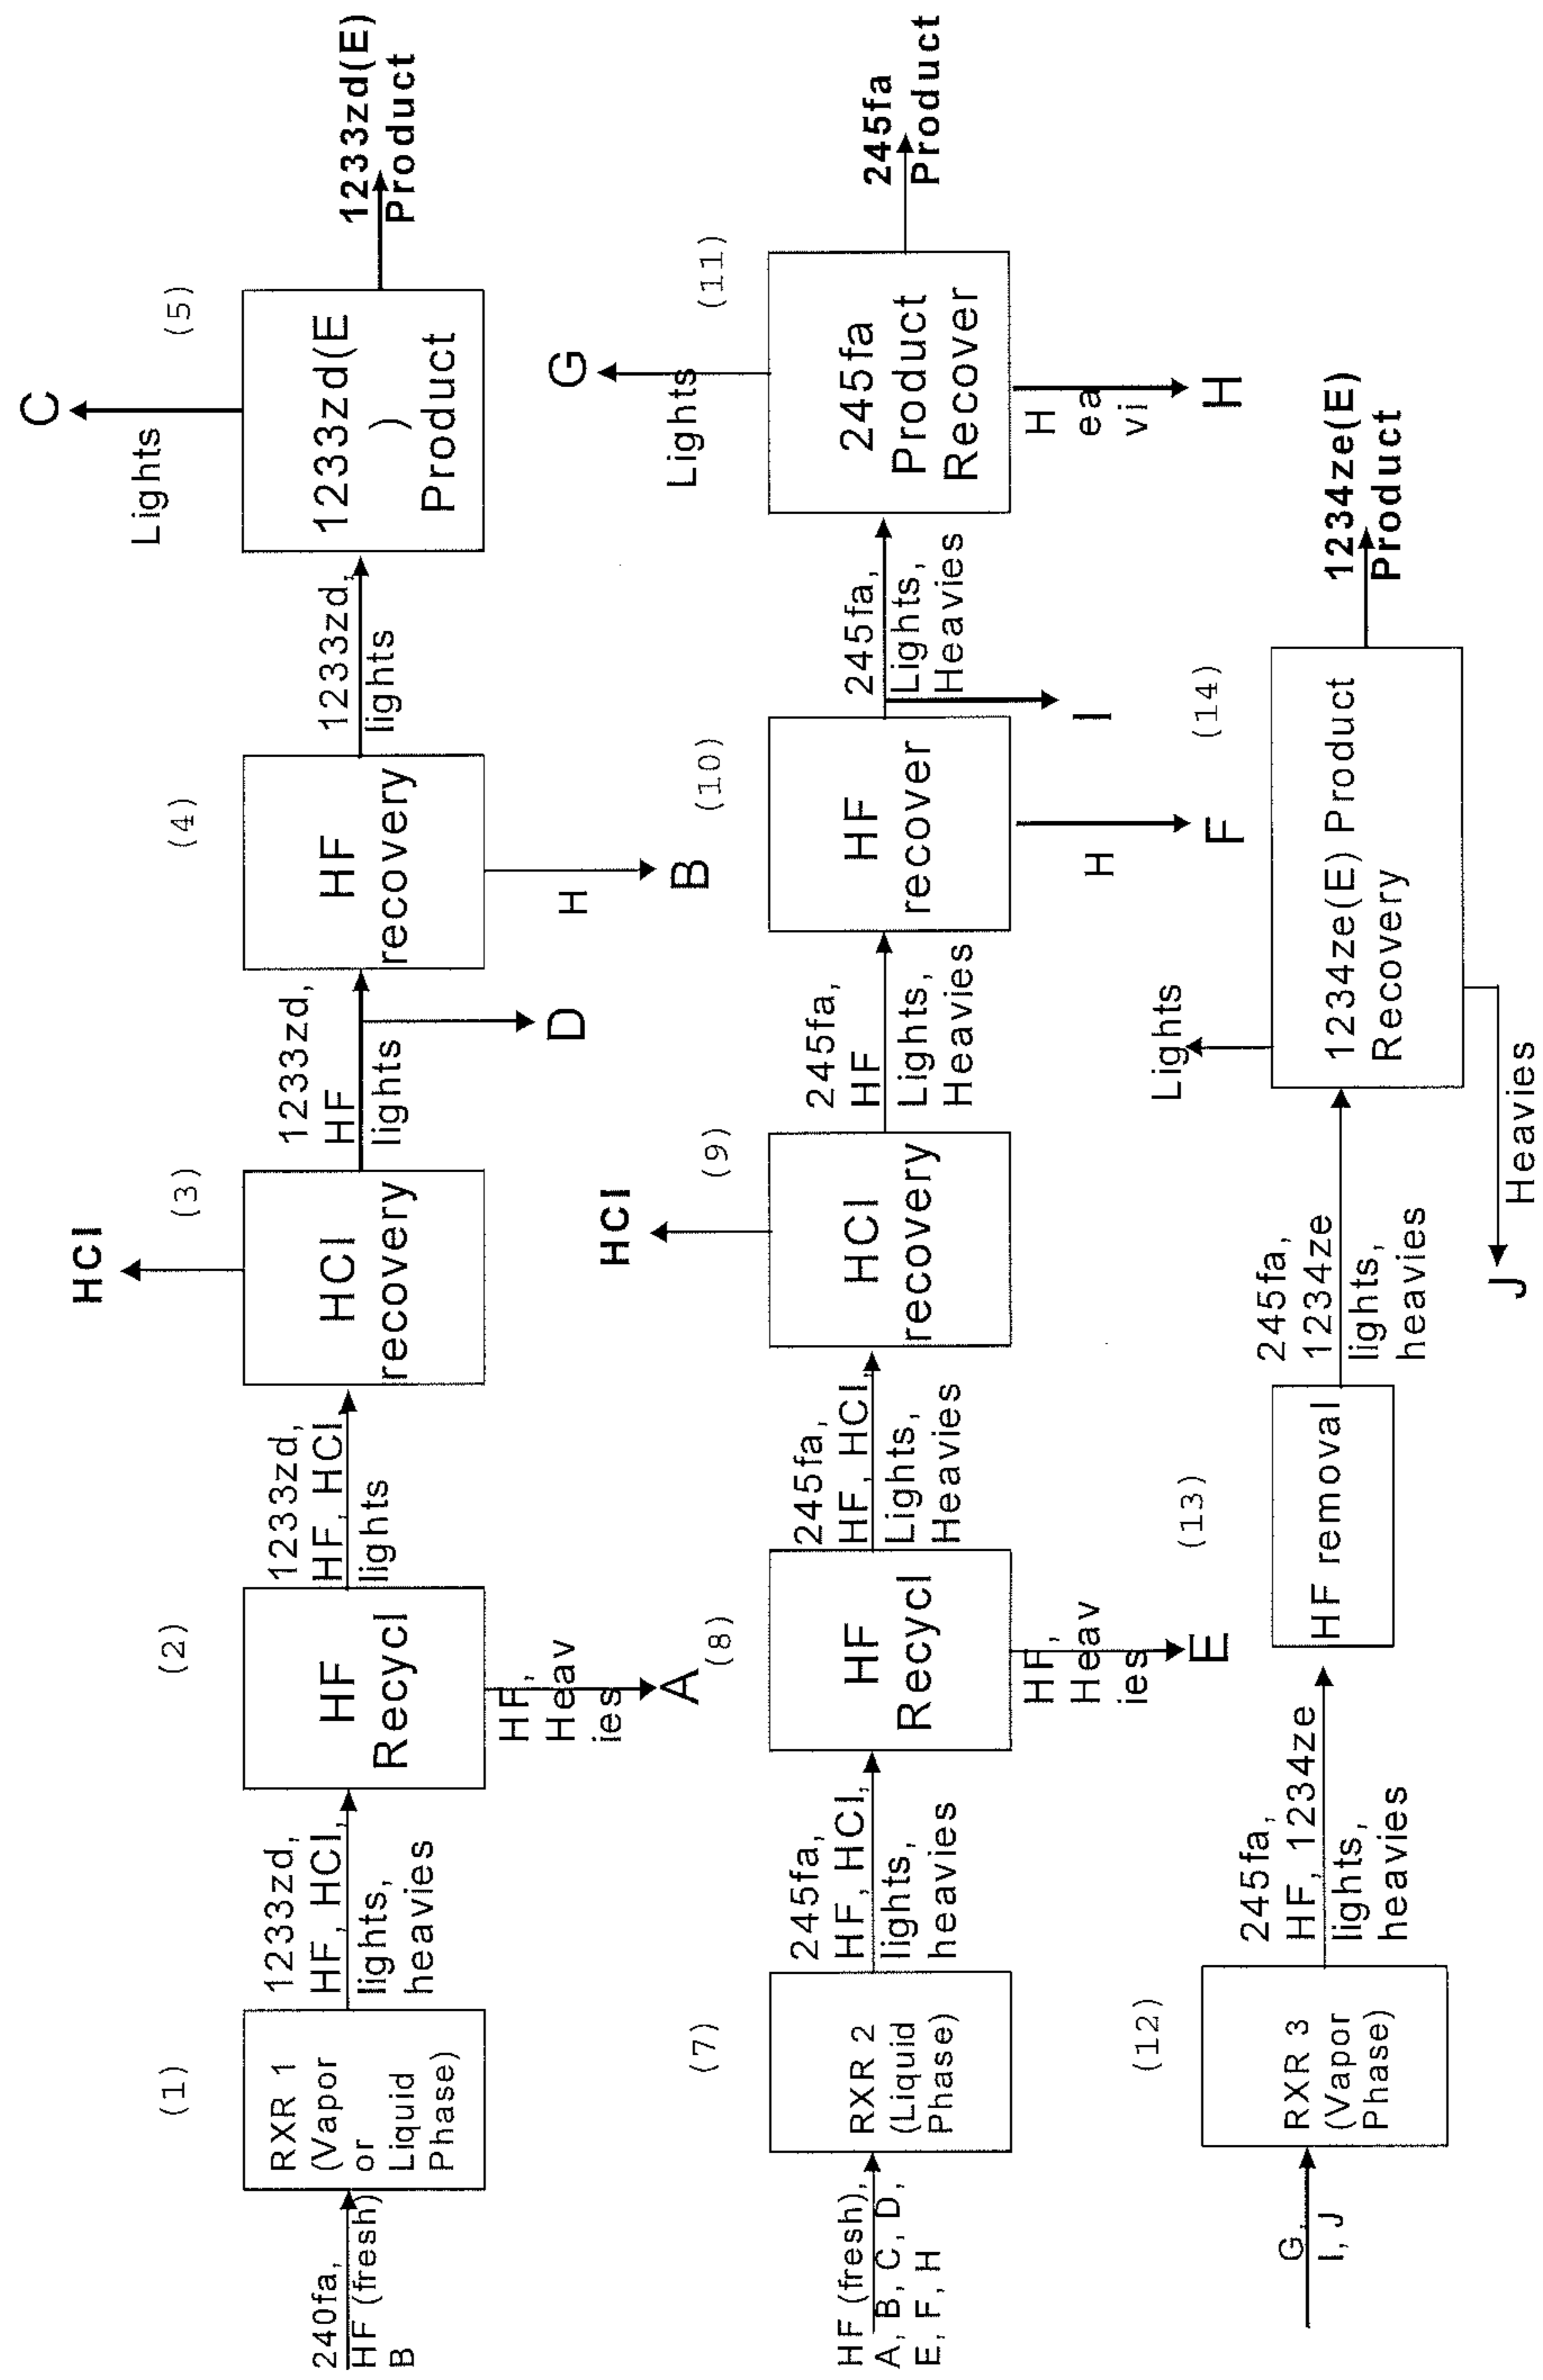 240fa,
HF (fresh)
B
(1)
RXR 1
(Vapor
or
Liquid
Phase)
1233zd,
HF, HCl,
lights,
heavies
(2)
HF
Recycl
HF,
Heav
ies
A
1233zd,
HF, HCl
lights
HCl
(3)
HCl
recovery
1233zd,
HF
lights
D
(4)
HF
recovery
H
B
1233zd,
lights
C
Lights
(5)
1233zd(E
)
Product
1233zd(E)
Product
HF (fresh),
A, B, C, D,
E, F, H
(7)
RXR 2
(Liquid
Phase)
245fa,
HF, HCl,
lights,
heavies
(8)
HF
Recycl
HF,
Heav
ies
E
245fa,
HF, HCl,
Lights,
Heavies
HCl
(9)
HCl
recovery
245fa,
HF
Lights,
Heavies
(10)
HF
recover
H
F
245fa,
Lights,
Heavies
I
G
Lights
(11)
245fa
Product
Recover
H
ea
vi
H
245fa
Product
G,
I, J
(12)
RXR 3
(Vapor
Phase)
245fa,
HF, 1234ze
lights,
heavies
(13)
HF removal
245fa,
1234ze
lights,
heavies
Lights
(14)
1234ze(E) Product
Recovery
Heavies
J
1234ze(E)
Product